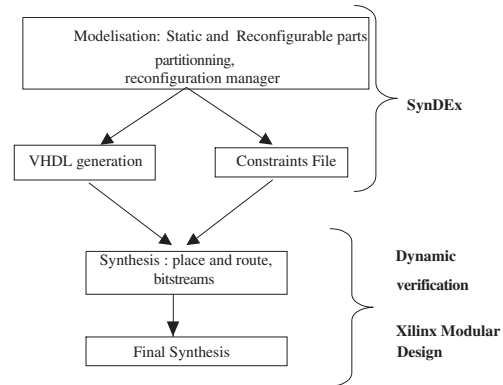 Modelisation: Static and Reconfigurable parts
partitionning,
reconfiguration manager
SynDEx
VHDL generation
Constraints File
Synthesis : place and route,
bitstreams
Dynamic
verification
Xilinx Modular
Design
Final Synthesis